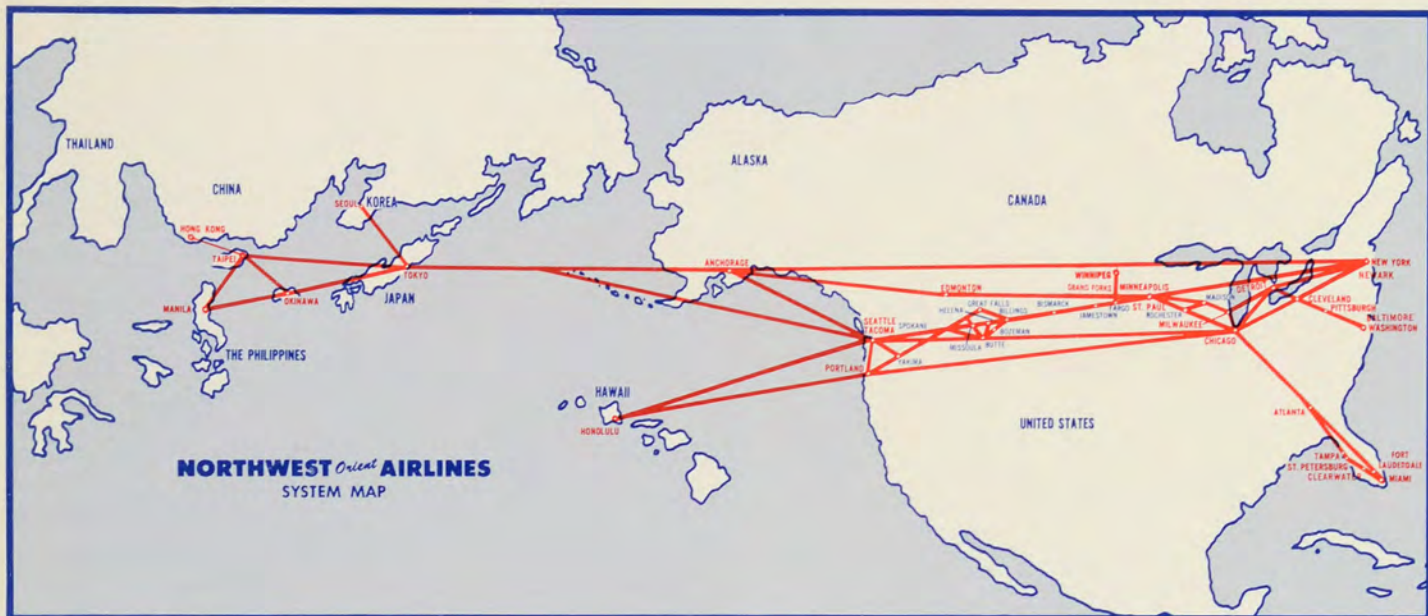 THAILAND
CHINA
SEOUL
KOREA
HONG KONG
TAIPEI
TOKYO
OKINAWA
JAPAN
MANILA
THE PHILIPPINES
ALASKA
CANADA
ANCHORAGE
EDMONTON
WINNIPEG
GRAND FORKS
MINNEAPOLIS
DETROIT
NEW YORK
NEWARK
GREAT FALLS
BISMARCK
MADISON
CLEVELAND
HELENA
BILLINGS
FARGO
ST. PAUL
PITTSBURGH
JAMESTOWN
ROCHESTER
SEATTLE
TACOMA
SPOKANE
BOZEMAN
MILWAUKEE
BALTIMORE
WASHINGTON
MISSOULA
BUTTE
CHICAGO
YAKIMA
PORTLAND
HAWAII
HONOLULU
UNITED STATES
ATLANTA
TAMPA
ST. PETERSBURG
CLEARWATER
FORT
LAUDERDALE
MIAMI
NORTHWEST Orient AIRLINES
SYSTEM MAP